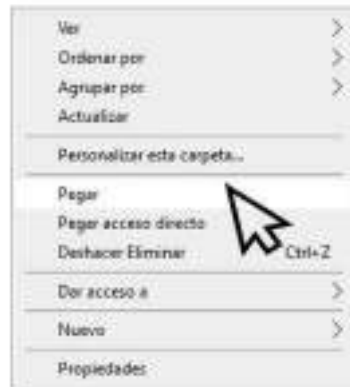 Ver
Ordenar por
Agrupar por
Actualizar
Personalizar esta carpeta...
Pegar
Pegar acceso directo
Deshacer Eliminar Ctrl+Z
Dar acceso a
Nuevo
Propiedades